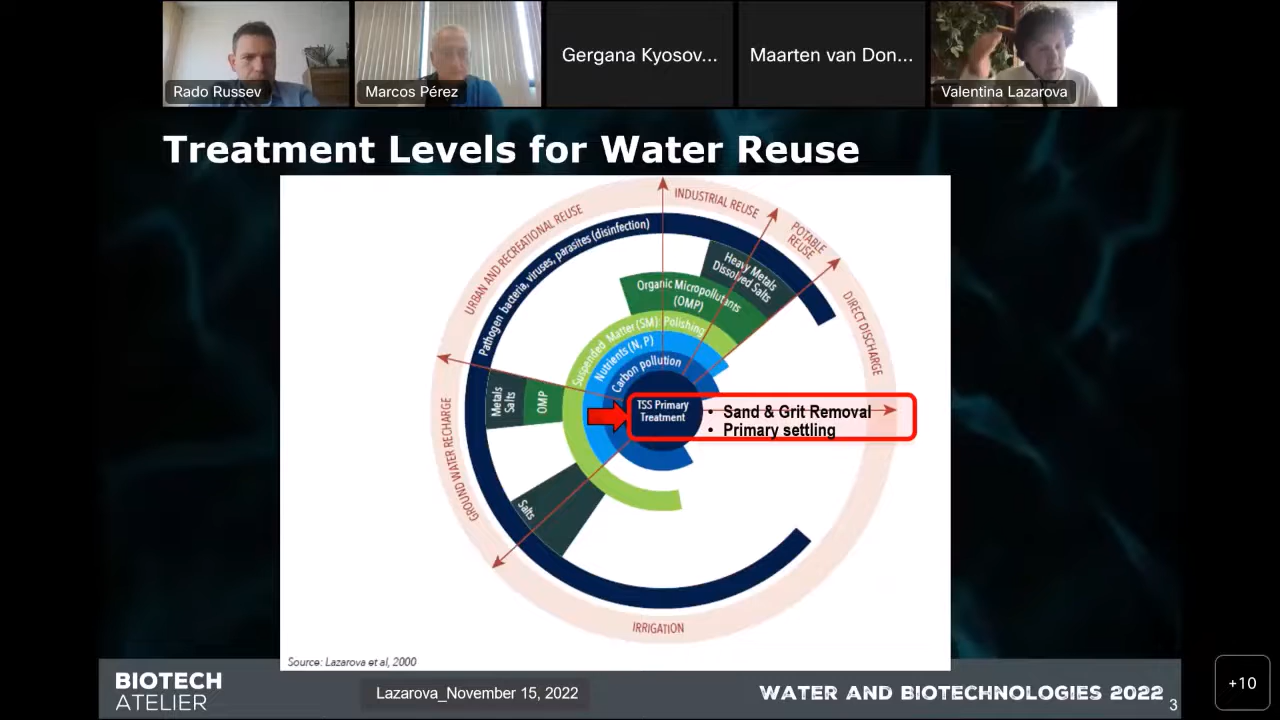 Gergana Kyosov...
Maarten van Don...
Rado Russev
Marcos Pérez
Valentina Lazarova
Treatment Levels for Water Reuse
INDUSTRIAL REUSE
POTABLE
REUSE
URBAN AND RECREATIONAL REUSE
DIRECT DISCHARGE
Pathogen bacteria, viruses, parasites (disinfection)
Heavy Metals
Dissolved Salts
Organic Micropollutants
(OMP)
Suspended Matter (SM) Polishing
Nutrients (N, P)
Carbon pollution
TSS Primary
Treatment
• Sand & Grit Removal
• Primary settling
Metals
Salts
OMP
GROUND WATER RECHARGE
Salts
IRRIGATION
Source: Lazarova et al, 2000
BIOTECH
ATELIER
Lazarova_November 15, 2022
WATER AND BIOTECHNOLOGIES 2022
3
+10